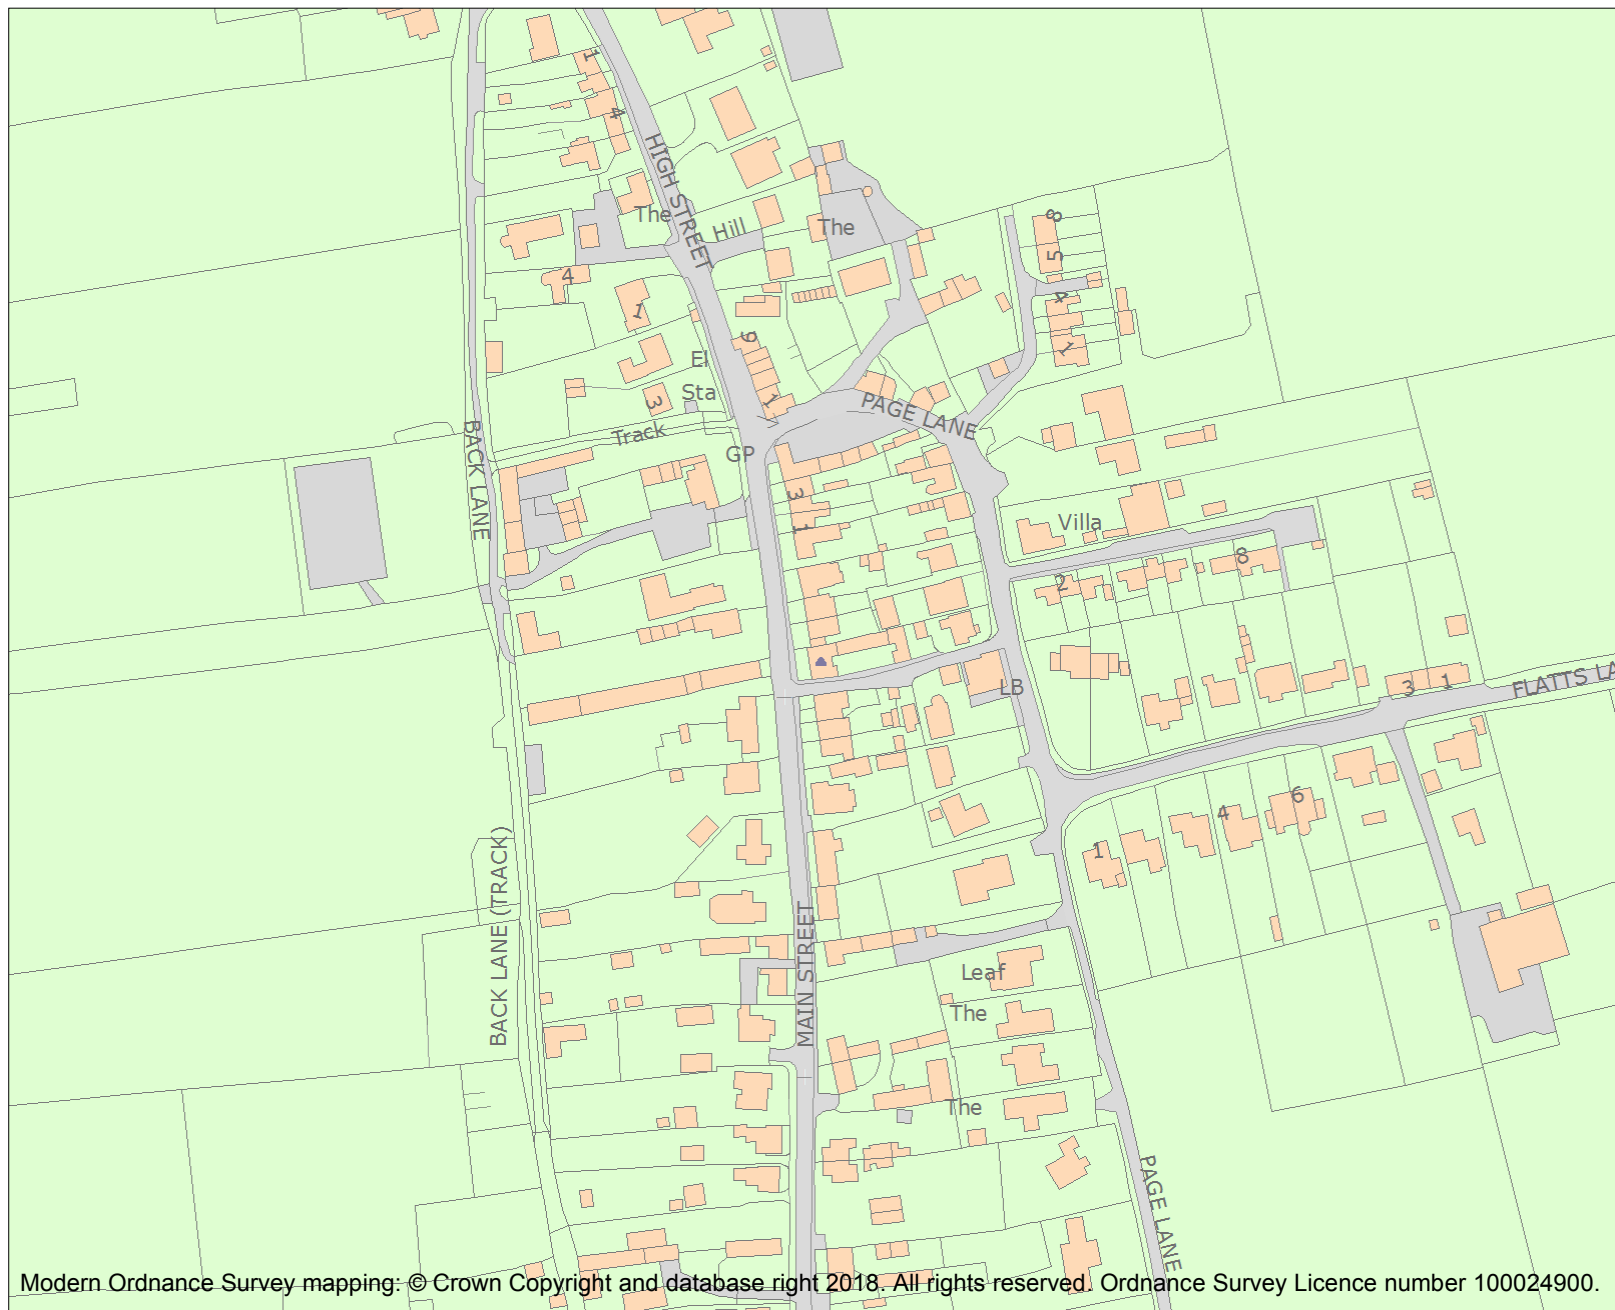 1
4
HIGH STREET
The
Hill
The
8
5
4
1
4
1
9
El
Sta
3
1
PAGE LANE
Track
GP
BACK LANE
3
1
Villa
8
2
LB
3
1
FLATTS LA
6
4
1
BACK LANE (TRACK)
MAIN STREET
Leaf
The
The
PAGE LANE
Modern Ordnance Survey mapping: © Crown Copyright and database right 2018. All rights reserved. Ordnance Survey Licence number 100024900.